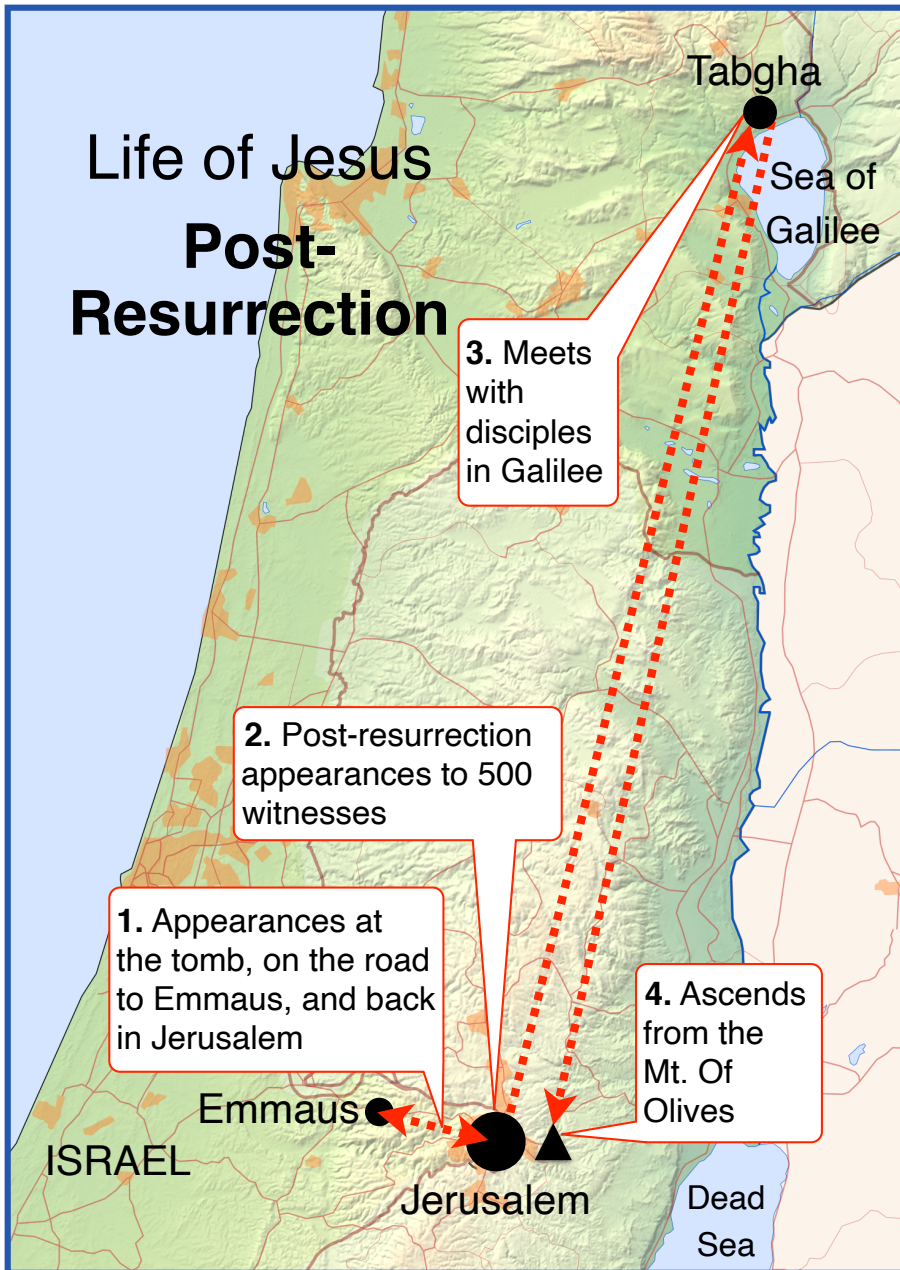 Life of Jesus
Post-
Resurrection
Tabgha
Sea of
Galilee
3. Meets
with
disciples
in Galilee
2. Post-resurrection
appearances to 500
witnesses
1. Appearances at
the tomb, on the road
to Emmaus, and back
in Jerusalem
4. Ascends
from the
Mt. Of
Olives
Emmaus
ISRAEL
Jerusalem
Dead
Sea